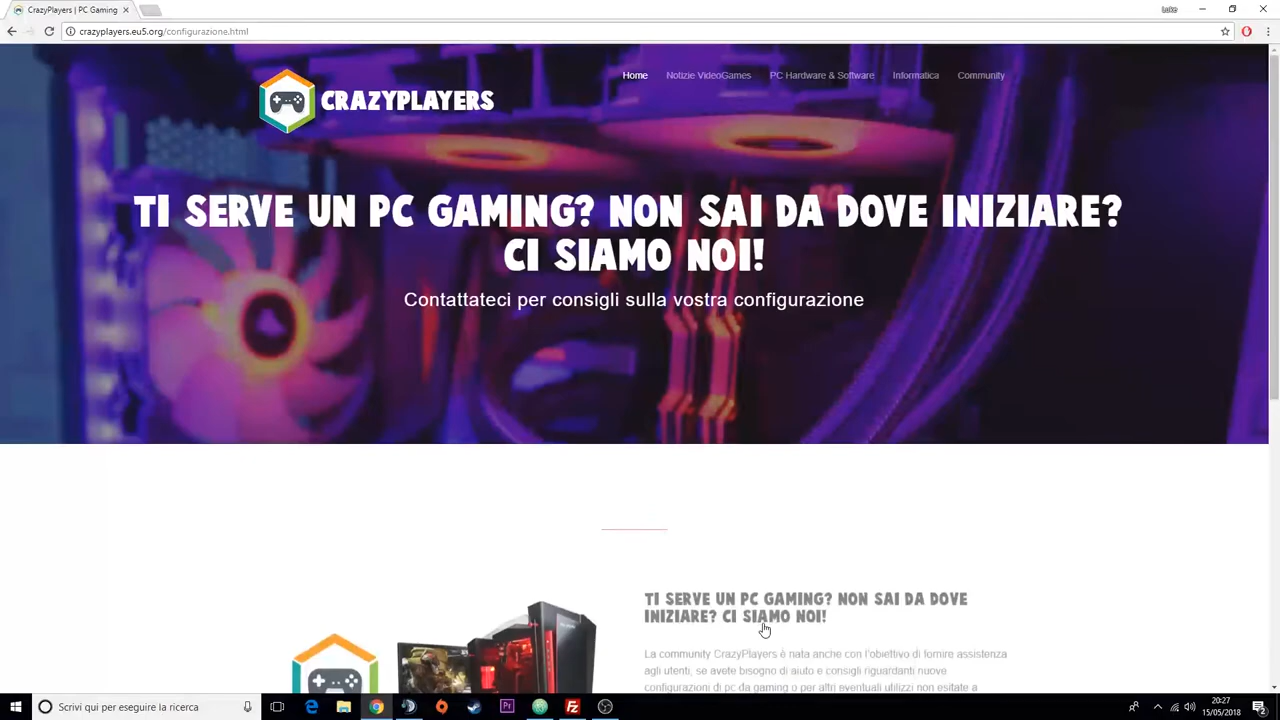 CrazyPlayers | PC Gaming
Luke
crazyplayers.eu5.org/configurazione.html
CRAZYPLAYERS
Home Notizie VideoGames PC Hardware & Software Informatica Community
TI SERVE UN PC GAMING? NON SAI DA DOVE INIZIARE?
CI SIAMO NOI!
Contattateci per consigli sulla vostra configurazione
TI SERVE UN PC GAMING? NON SAI DA DOVE
INIZIARE? CI SIAMO NOI!
La community CrazyPlayers è nata anche con l'obiettivo di fornire assistenza
agli utenti, se avete bisogno di aiuto e consigli riguardanti nuove
configurazioni di pc da gaming o per altri eventuali utilizzi non esitate a
Scrivi qui per eseguire la ricerca
Pr
Fz
20:27
15/05/2018
2